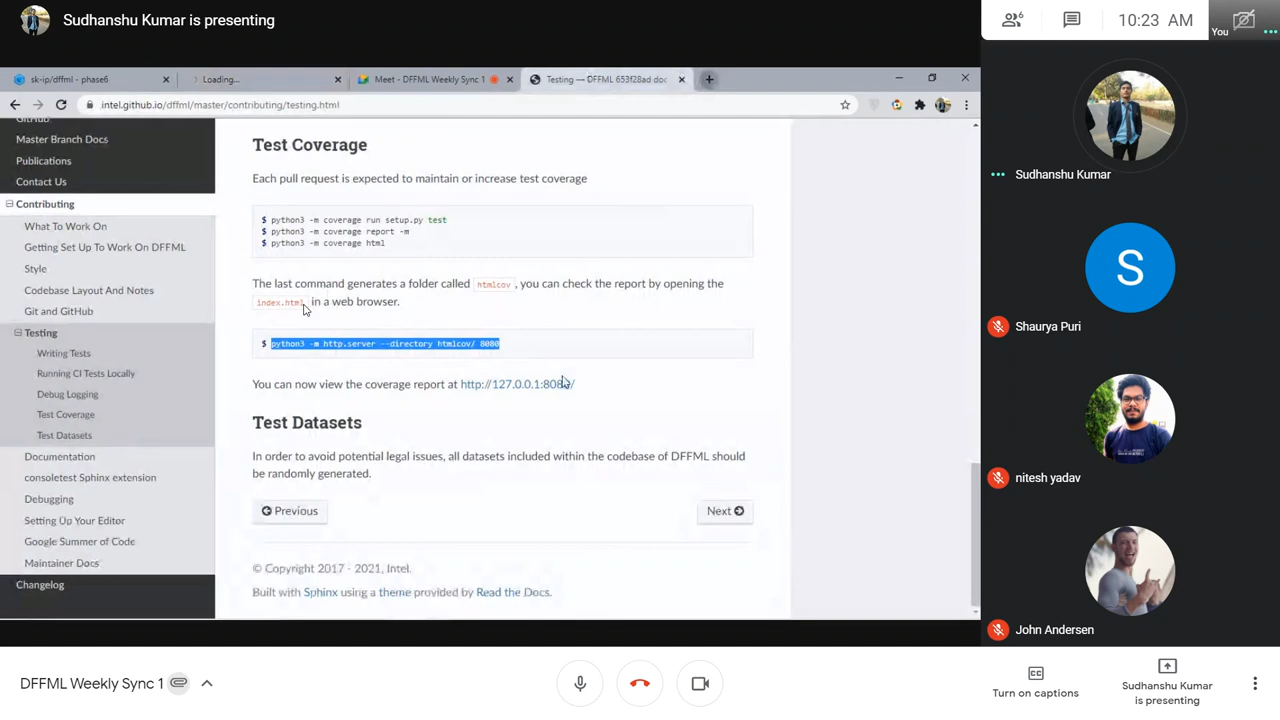 Sudhanshu Kumar is presenting
10:23 AM
You
sk-ip/dffml - phase6
Loading...
Meet - DFFML Weekly Sync 1
Testing — DFFML 653f28ad doc
intel.github.io/dffml/master/contributing/testing.html
GitHub
Master Branch Docs
Publications
Contact Us
Contributing
What To Work On
Getting Set Up To Work On DFFML
Style
Codebase Layout And Notes
Git and GitHub
Testing
Writing Tests
Running CI Tests Locally
Debug Logging
Test Coverage
Test Datasets
Documentation
consoletest Sphinx extension
Debugging
Setting Up Your Editor
Google Summer of Code
Maintainer Docs
Changelog
Test Coverage
Each pull request is expected to maintain or increase test coverage
$ python3 -m coverage run setup.py test
$ python3 -m coverage report -m
$ python3 -m coverage html
The last command generates a folder called htmlcov , you can check the report by opening the
index.html in a web browser.
$ python3 -m http.server --directory htmlcov/ 8080
You can now view the coverage report at http://127.0.0.1:8080/
Test Datasets
In order to avoid potential legal issues, all datasets included within the codebase of DFFML should
be randomly generated.
Previous
Next
© Copyright 2017 - 2021, Intel.
Built with Sphinx using a theme provided by Read the Docs.
Sudhanshu Kumar
S
Shaurya Puri
nitesh yadav
John Andersen
DFFML Weekly Sync 1
Turn on captions
Sudhanshu Kumar
is presenting
6